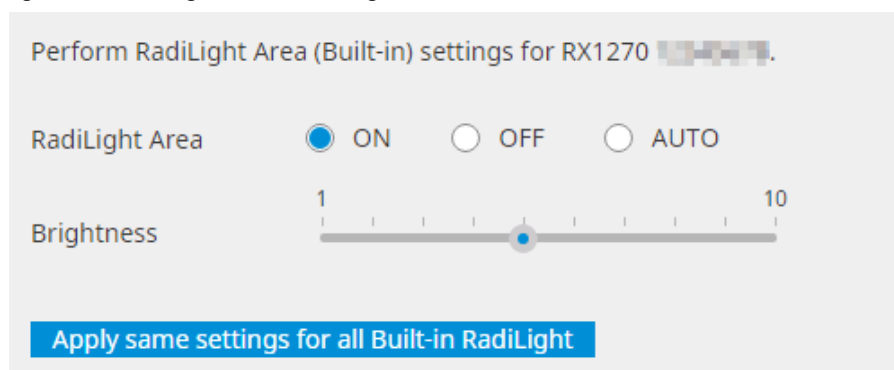 Perform RadiLight Area (Built-in) settings for RX1270
RadiLight Area ON OFF AUTO
1 10
Brightness
Apply same settings for all Built-in RadiLight